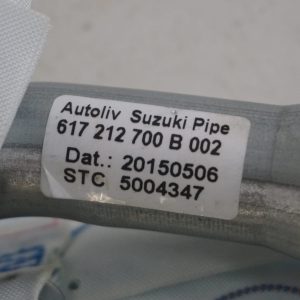 Autoliv Suzuki Pipe
617 212 700 B 002
Dat.: 20150506
STC 5004347